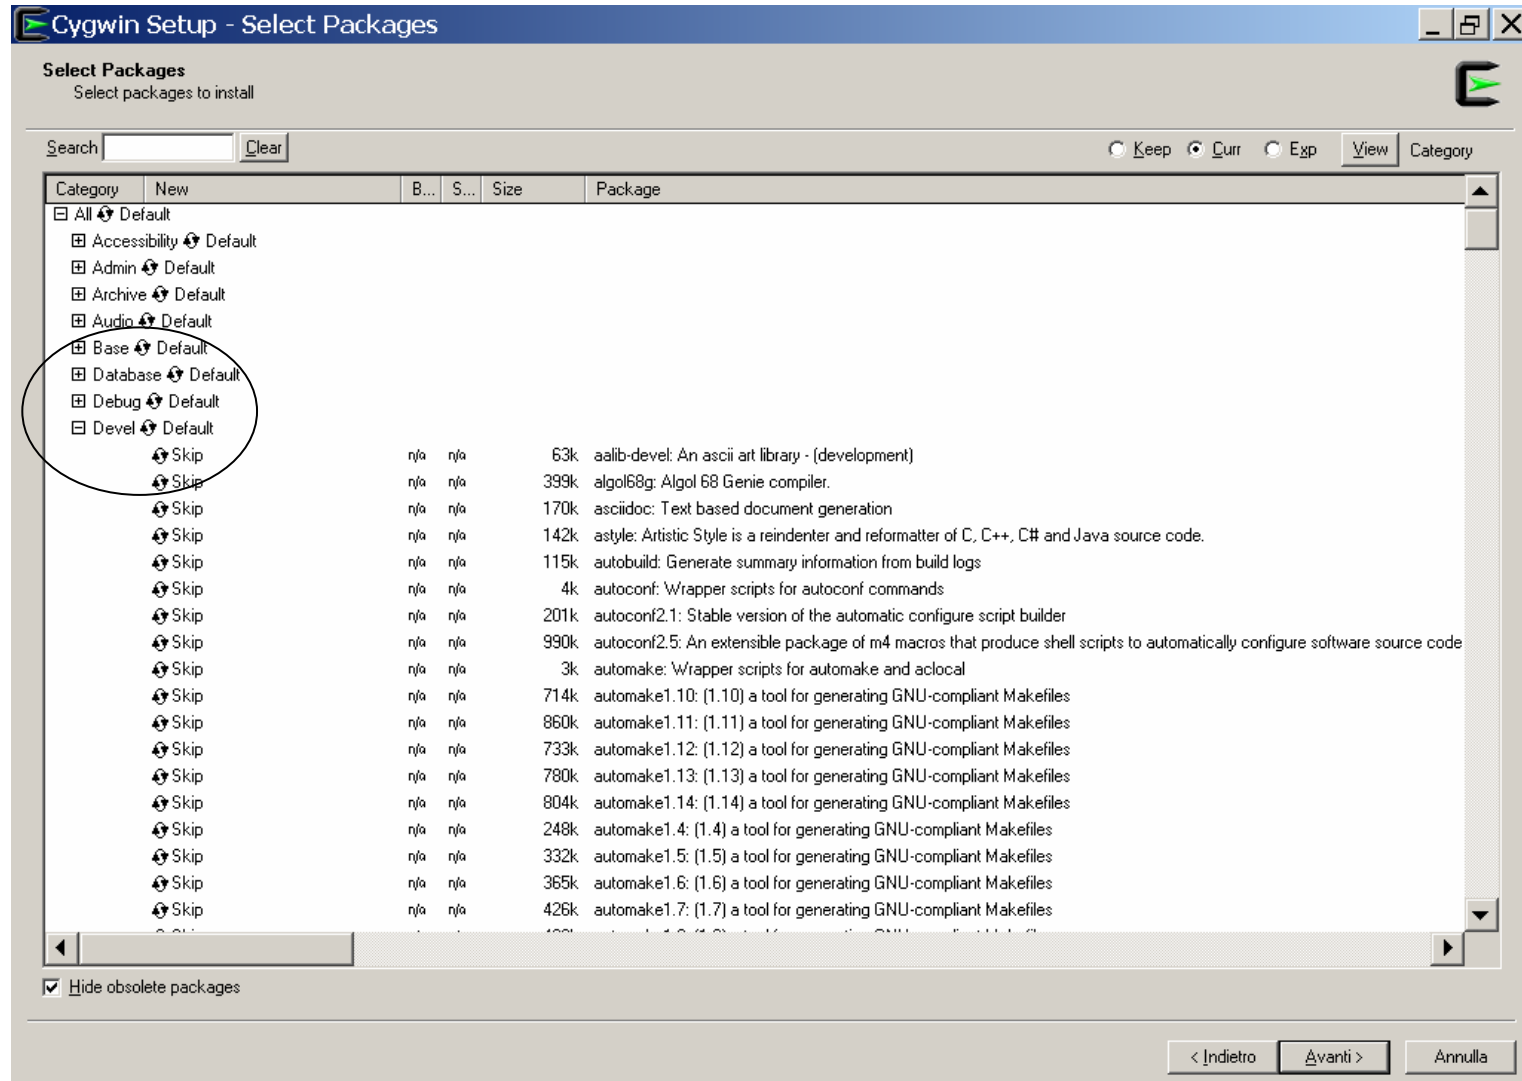 Cygwin Setup - Select Packages
Select Packages
Select packages to install
Search Clear Keep Curr Exp View Category
Category New B... S... Size Package
All Default
Accessibility Default
Admin Default
Archive Default
Audio Default
Base Default
Database Default
Debug Default
Devel Default
Skip n/a n/a 63k aalib-devel: An ascii art library - (development)
Skip n/a n/a 399k algol68g: Algol 68 Genie compiler.
Skip n/a n/a 170k asciidoc: Text based document generation
Skip n/a n/a 142k astyle: Artistic Style is a reindenter and reformatter of C, C++, C# and Java source code.
Skip n/a n/a 115k autobuild: Generate summary information from build logs
Skip n/a n/a 4k autoconf: Wrapper scripts for autoconf commands
Skip n/a n/a 201k autoconf2.1: Stable version of the automatic configure script builder
Skip n/a n/a 990k autoconf2.5: An extensible package of m4 macros that produce shell scripts to automatically configure software source code
Skip n/a n/a 3k automake: Wrapper scripts for automake and aclocal
Skip n/a n/a 714k automake1.10: (1.10) a tool for generating GNU-compliant Makefiles
Skip n/a n/a 860k automake1.11: (1.11) a tool for generating GNU-compliant Makefiles
Skip n/a n/a 733k automake1.12: (1.12) a tool for generating GNU-compliant Makefiles
Skip n/a n/a 780k automake1.13: (1.13) a tool for generating GNU-compliant Makefiles
Skip n/a n/a 804k automake1.14: (1.14) a tool for generating GNU-compliant Makefiles
Skip n/a n/a 248k automake1.4: (1.4) a tool for generating GNU-compliant Makefiles
Skip n/a n/a 332k automake1.5: (1.5) a tool for generating GNU-compliant Makefiles
Skip n/a n/a 365k automake1.6: (1.6) a tool for generating GNU-compliant Makefiles
Skip n/a n/a 426k automake1.7: (1.7) a tool for generating GNU-compliant Makefiles
Hide obsolete packages
< Indietro Avanti > Annulla